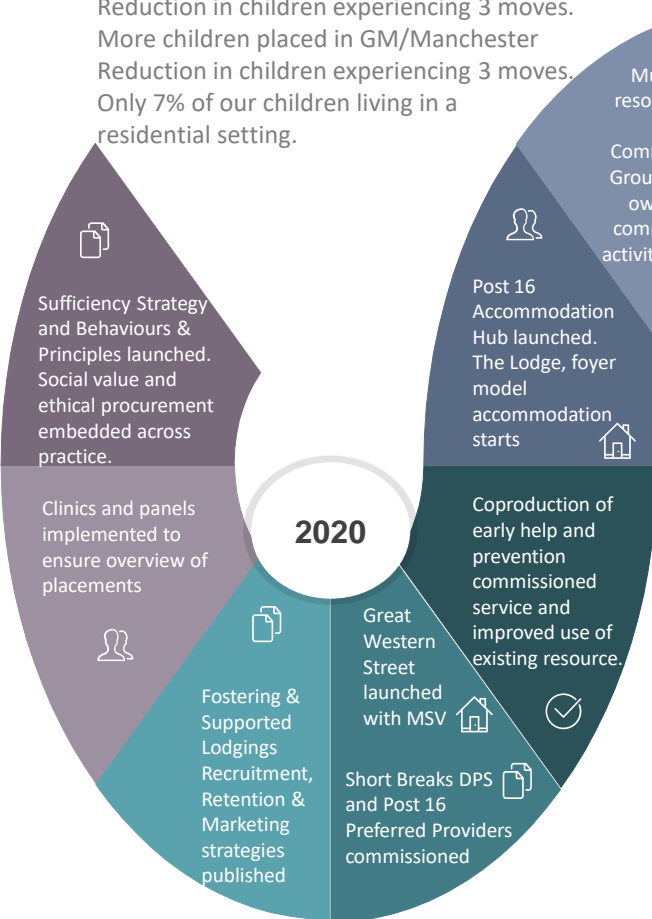 Reduction in children experiencing 3 moves.
More children placed in GM/Manchester
Reduction in children experiencing 3 moves.
Only 7% of our children living in a
residential setting.
Sufficiency Strategy
and Behaviours &
Principles launched.
Social value and
ethical procurement
embedded across
practice.
Clinics and panels
implemented to
ensure overview of
placements
2020
Fostering &
Supported
Lodgings
Recruitment,
Retention &
Marketing
strategies
published
Great
Western
Street
launched
with MSV
Short Breaks DPS
and Post 16
Preferred Providers
commissioned
Coproduction of
early help and
prevention
commissioned
service and
improved use of
existing resource.
Post 16
Accommodation
Hub launched.
The Lodge, foyer
model
accommodation
starts